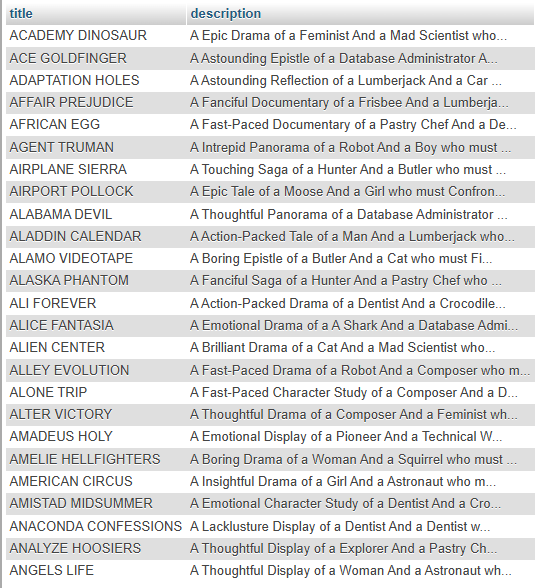 title description
ACADEMY DINOSAUR A Epic Drama of a Feminist And a Mad Scientist who...
ACE GOLDFINGER A Astounding Epistle of a Database Administrator A...
ADAPTATION HOLES A Astounding Reflection of a Lumberjack And a Car ...
AFFAIR PREJUDICE A Fanciful Documentary of a Frisbee And a Lumberja...
AFRICAN EGG A Fast-Paced Documentary of a Pastry Chef And a De...
AGENT TRUMAN A Intrepid Panorama of a Robot And a Boy who must ...
AIRPLANE SIERRA A Touching Saga of a Hunter And a Butler who must ...
AIRPORT POLLOCK A Epic Tale of a Moose And a Girl who must Confron...
ALABAMA DEVIL A Thoughtful Panorama of a Database Administrator ...
ALADDIN CALENDAR A Action-Packed Tale of a Man And a Lumberjack who...
ALAMO VIDEOTAPE A Boring Epistle of a Butler And a Cat who must Fi...
ALASKA PHANTOM A Fanciful Saga of a Hunter And a Pastry Chef who ...
ALI FOREVER A Action-Packed Drama of a Dentist And a Crocodile...
ALICE FANTASIA A Emotional Drama of a A Shark And a Database Admi...
ALIEN CENTER A Brilliant Drama of a Cat And a Mad Scientist who...
ALLEY EVOLUTION A Fast-Paced Drama of a Robot And a Composer who m...
ALONE TRIP A Fast-Paced Character Study of a Composer And a D...
ALTER VICTORY A Thoughtful Drama of a Composer And a Feminist wh...
AMADEUS HOLY A Emotional Display of a Pioneer And a Technical W...
AMELIE HELLFIGHTERS A Boring Drama of a Woman And a Squirrel who must ...
AMERICAN CIRCUS A Insightful Drama of a Girl And a Astronaut who m...
AMISTAD MIDSUMMER A Emotional Character Study of a Dentist And a Cro...
ANACONDA CONFESSIONS A Lacklusture Display of a Dentist And a Dentist w...
ANALYZE HOOSIERS A Thoughtful Display of a Explorer And a Pastry Ch...
ANGELS LIFE A Thoughtful Display of a Woman And a Astronaut wh...